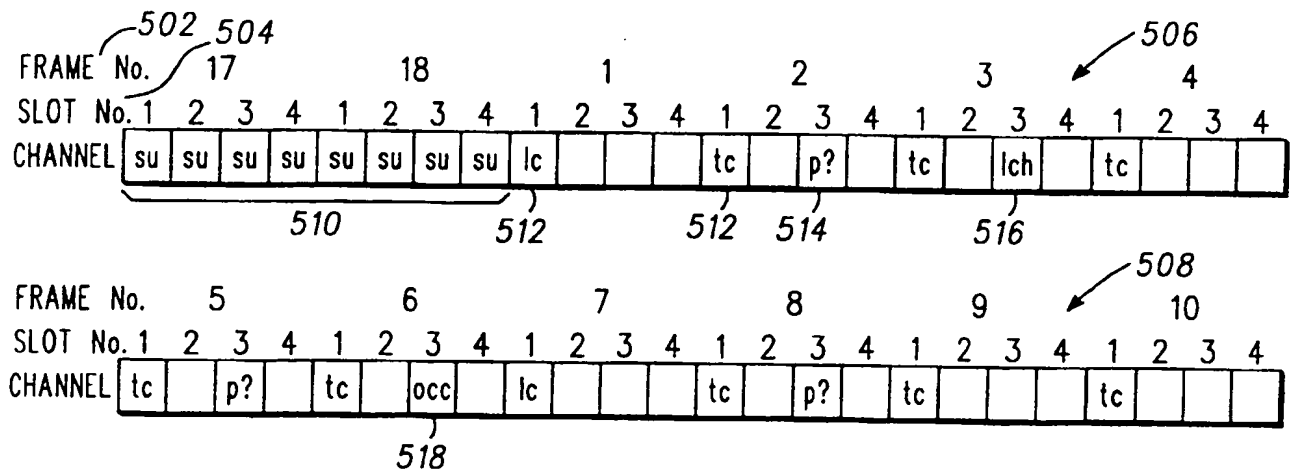 502 504 506
FRAME No. 17 18 1 2 3 4
SLOT No. 1 2 3 4 1 2 3 4 1 2 3 4 1 2 3 4 1 2 3 4 1 2 3 4
CHANNEL su su su su su su su su lc tc p? tc lch tc
510 512 512 514 516
508
FRAME No. 5 6 7 8 9 10
SLOT No. 1 2 3 4 1 2 3 4 1 2 3 4 1 2 3 4 1 2 3 4 1 2 3 4
CHANNEL tc p? tc occ lc tc p? tc tc
518